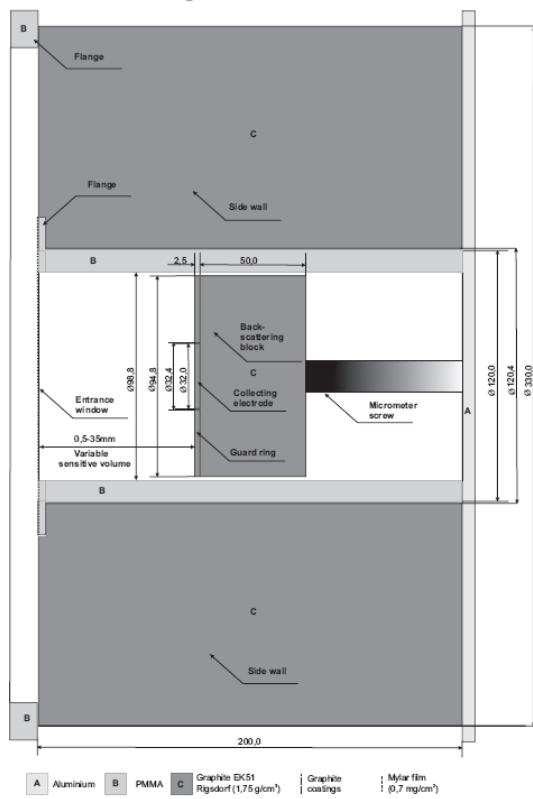 B
Flange
C
Flange
Side wall
B
2,5
50,0
Back-
scattering
block
C
Ø98,8
Ø94,8
Ø32,4
Ø32,0
Collecting
electrode
Entrance
window
Micrometer
screw
A
Ø 120,0
Ø 120,4
Ø 330,0
0,5-35mm
Variable
sensitive volume
Guard ring
B
C
Side wall
B
200,0
A Aluminium B PMMA C Graphite EK51
Rigsdorf (1,75 g/cm³)
Graphite
coatings
Mylar film
(0,7 mg/cm²)